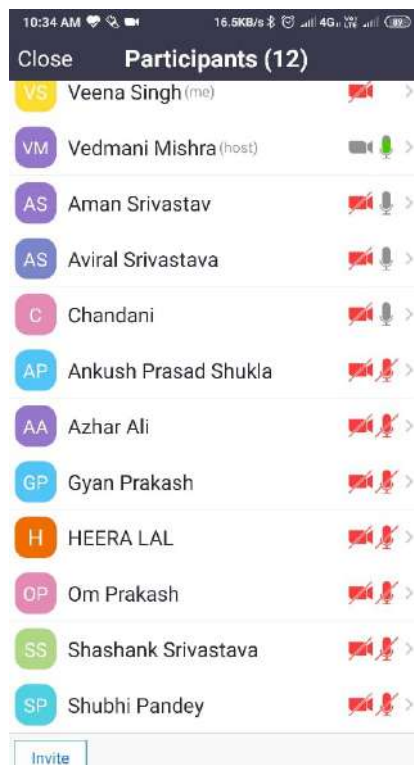 10:34 AM 16.5KB/s 4G 89
Close Participants (12)
VS Veena Singh (me)
VM Vedmani Mishra (host)
AS Aman Srivastav
AS Aviral Srivastava
C Chandani
AP Ankush Prasad Shukla
AA Azhar Ali
GP Gyan Prakash
H HEERA LAL
OP Om Prakash
SS Shashank Srivastava
SP Shubhi Pandey
Invite